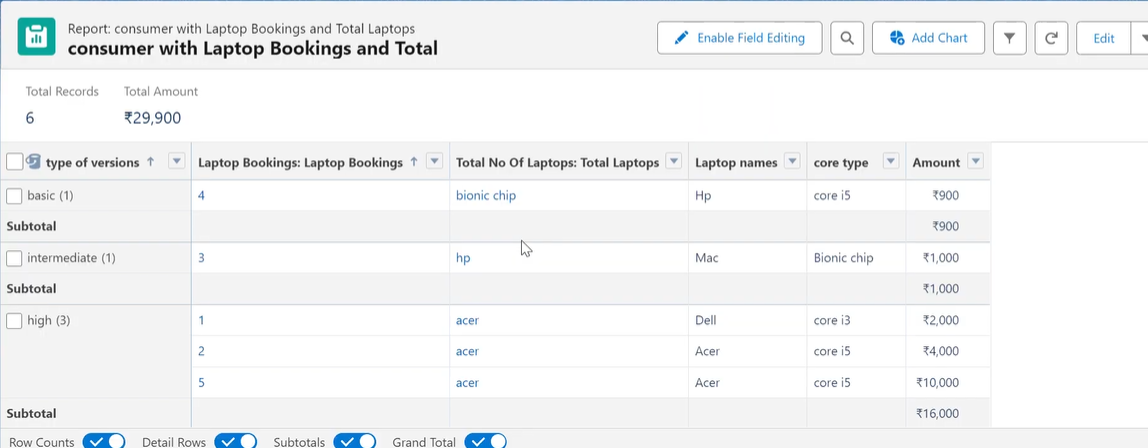 Report: consumer with Laptop Bookings and Total Laptops
consumer with Laptop Bookings and Total
Enable Field Editing
Add Chart
Edit
Total Records Total Amount
6 ₹29,900
type of versions ↑ Laptop Bookings: Laptop Bookings ↑ Total No Of Laptops: Total Laptops Laptop names core type Amount
basic (1) 4 bionic chip Hp core i5 ₹900
Subtotal ₹900
intermediate (1) 3 hp Mac Bionic chip ₹1,000
Subtotal ₹1,000
high (3) 1 acer Dell core i3 ₹2,000
2 acer Acer core i5 ₹4,000
5 acer Acer core i5 ₹10,000
Subtotal ₹16,000
Row Counts Detail Rows Subtotals Grand Total